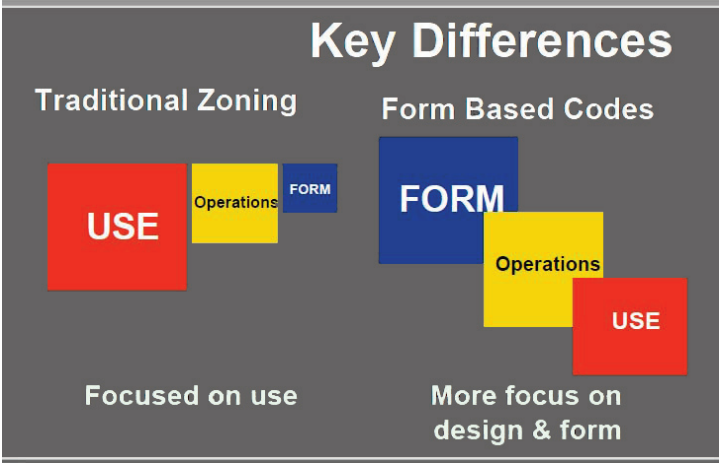 Key Differences
Traditional Zoning
USE
Operations
FORM
Focused on use
Form Based Codes
FORM
Operations
USE
More focus on
design & form